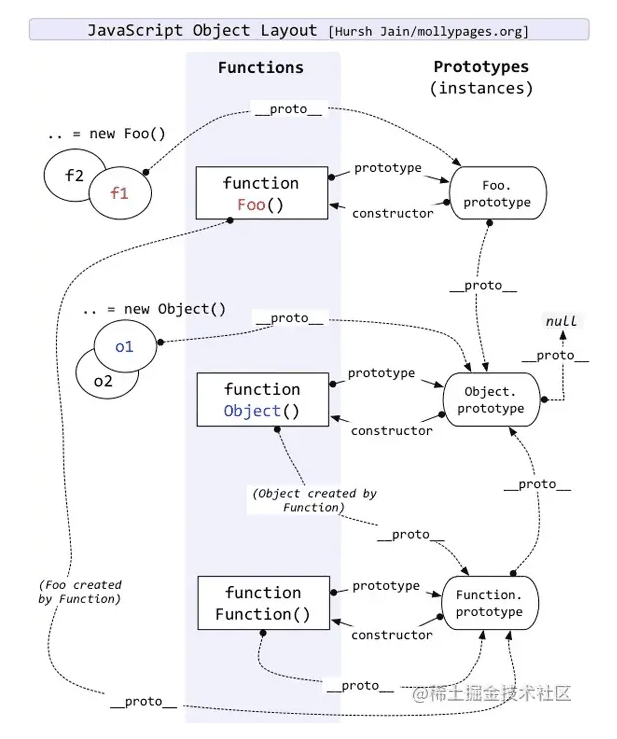 JavaScript Object Layout [Hursh Jain/mollypages.org]
Functions
Prototypes
(instances)
__proto__
.. = new Foo()
f2
f1
function
Foo()
prototype
constructor
Foo.
prototype
__proto__
.. = new Object()
__proto__
null
__proto__
o1
o2
function
Object()
prototype
constructor
Object.
prototype
(Object created by
Function)
__proto__
__proto__
(Foo created
by Function)
function
Function()
prototype
constructor
Function.
prototype
__proto__
__proto__
@稀土掘金技术社区